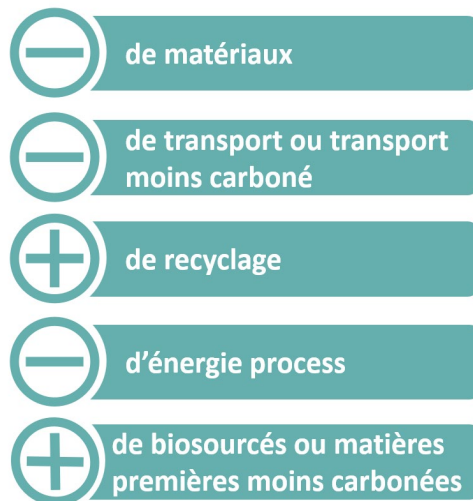 de matériaux
de transport ou transport
moins carboné
de recyclage
d’énergie process
de biosourcés ou matières
premières moins carbonées